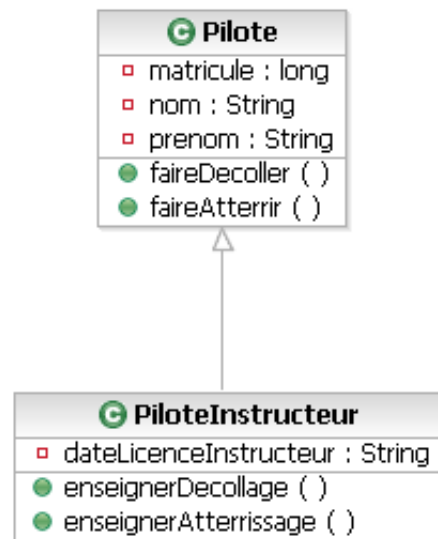 C Pilote
matricule : long
nom : String
prenom : String
faireDecoller ( )
faireAtterrir ( )
C PiloteInstructeur
dateLicenceInstructeur : String
enseignerDecollage ( )
enseignerAtterrissage ( )